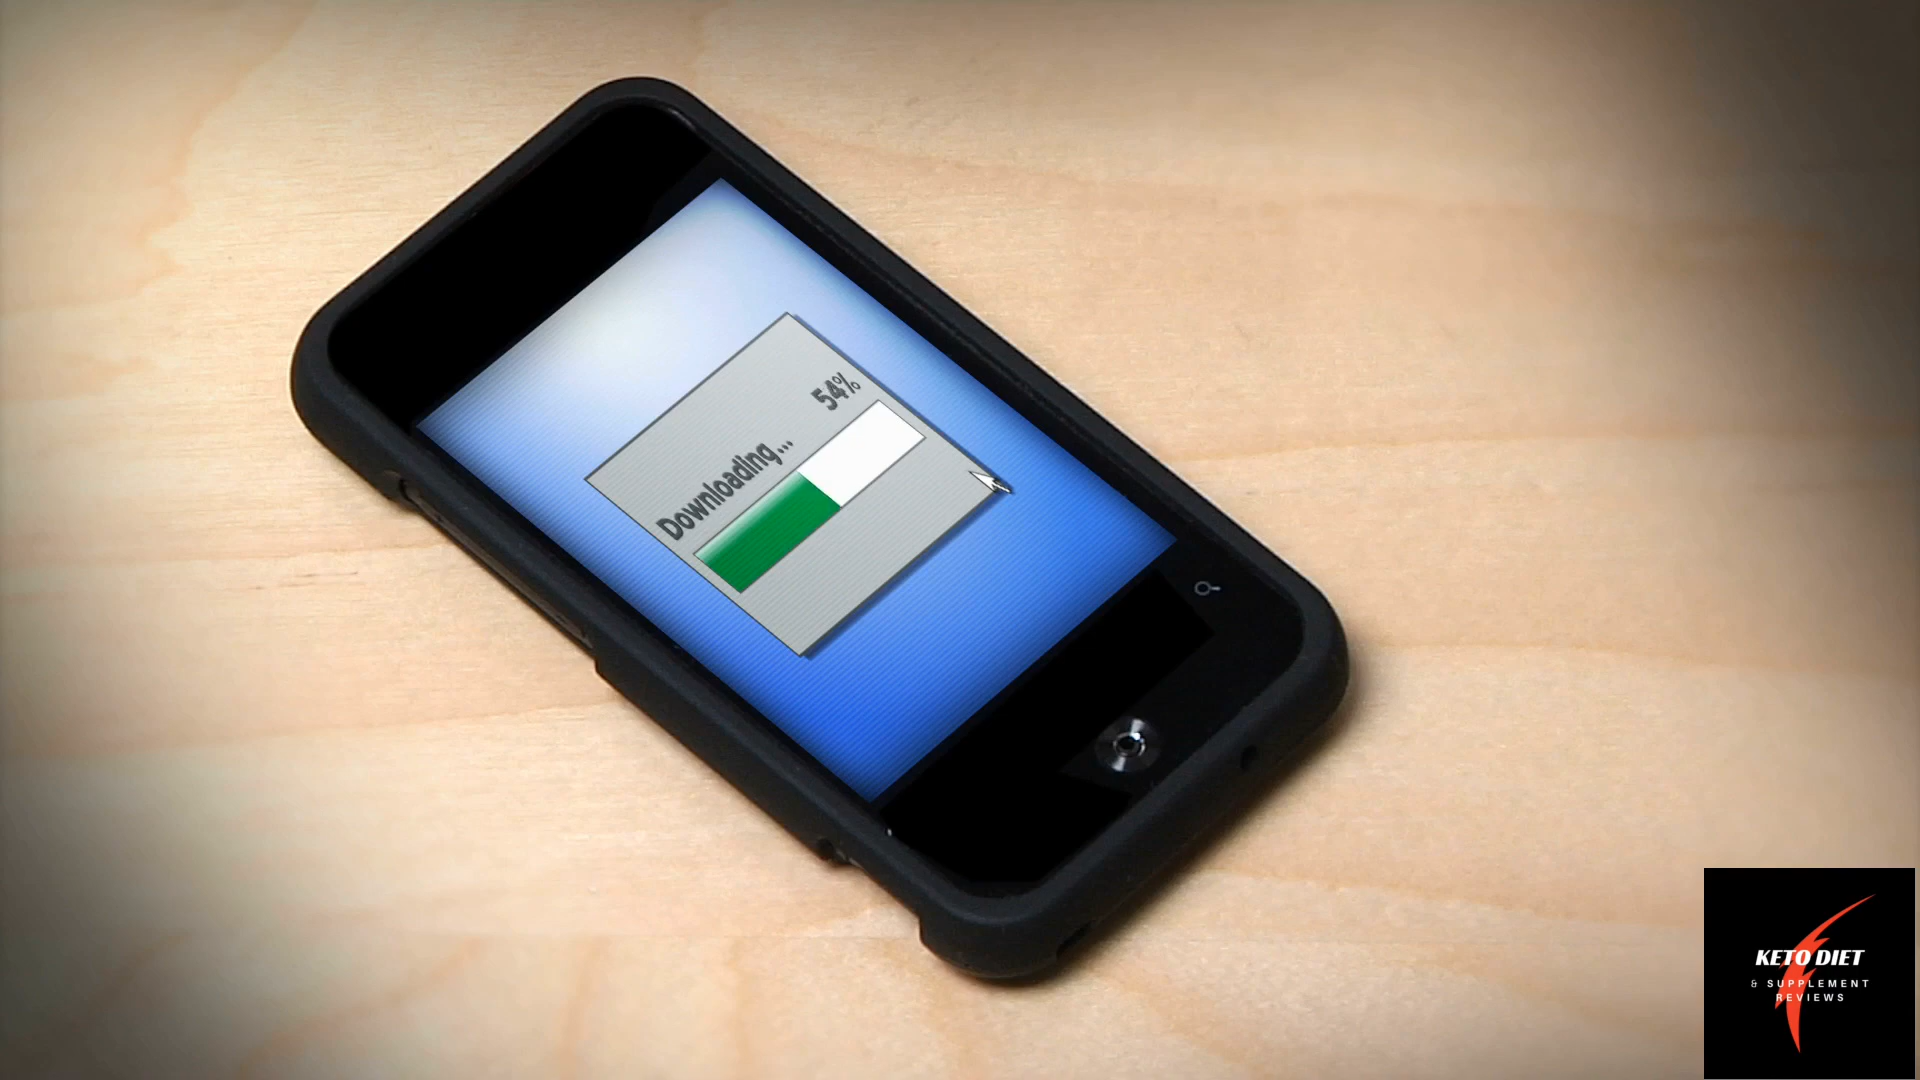 54%
Downloading...
KETO DIET
& SUPPLEMENT
REVIEWS